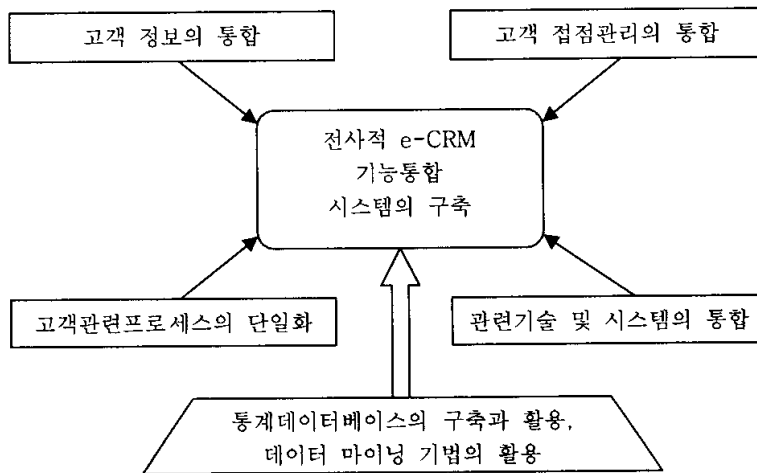 고객 정보의 통합
고객 접점관리의 통합
전사적 e-CRM
기능통합
시스템의 구축
고객관련프로세스의 단일화
관련기술 및 시스템의 통합
통계데이터베이스의 구축과 활용,
데이터 마이닝 기법의 활용